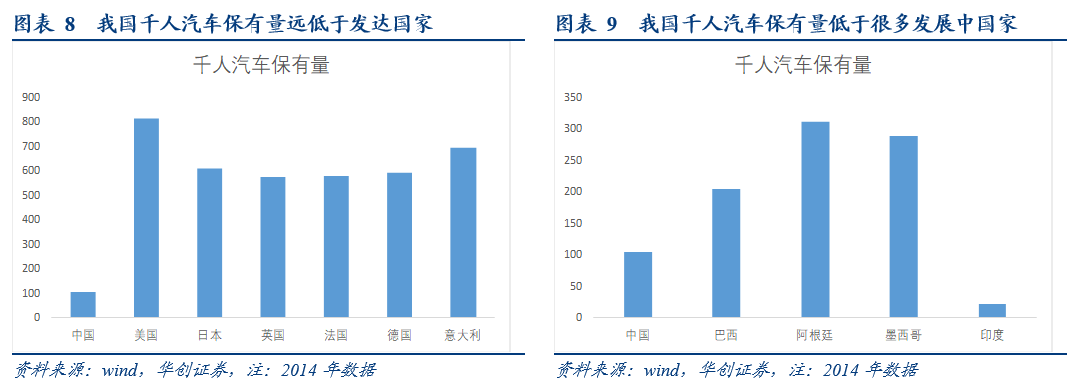 图表 8 我国千人汽车保有量远低于发达国家
千人汽车保有量
900
800
700
600
500
400
300
200
100
0
中国 美国 日本 英国 法国 德国 意大利
资料来源：wind，华创证券，注：2014 年数据
图表 9 我国千人汽车保有量低于很多发展中国家
千人汽车保有量
350
300
250
200
150
100
50
0
中国 巴西 阿根廷 墨西哥 印度
资料来源：wind，华创证券，注：2014 年数据